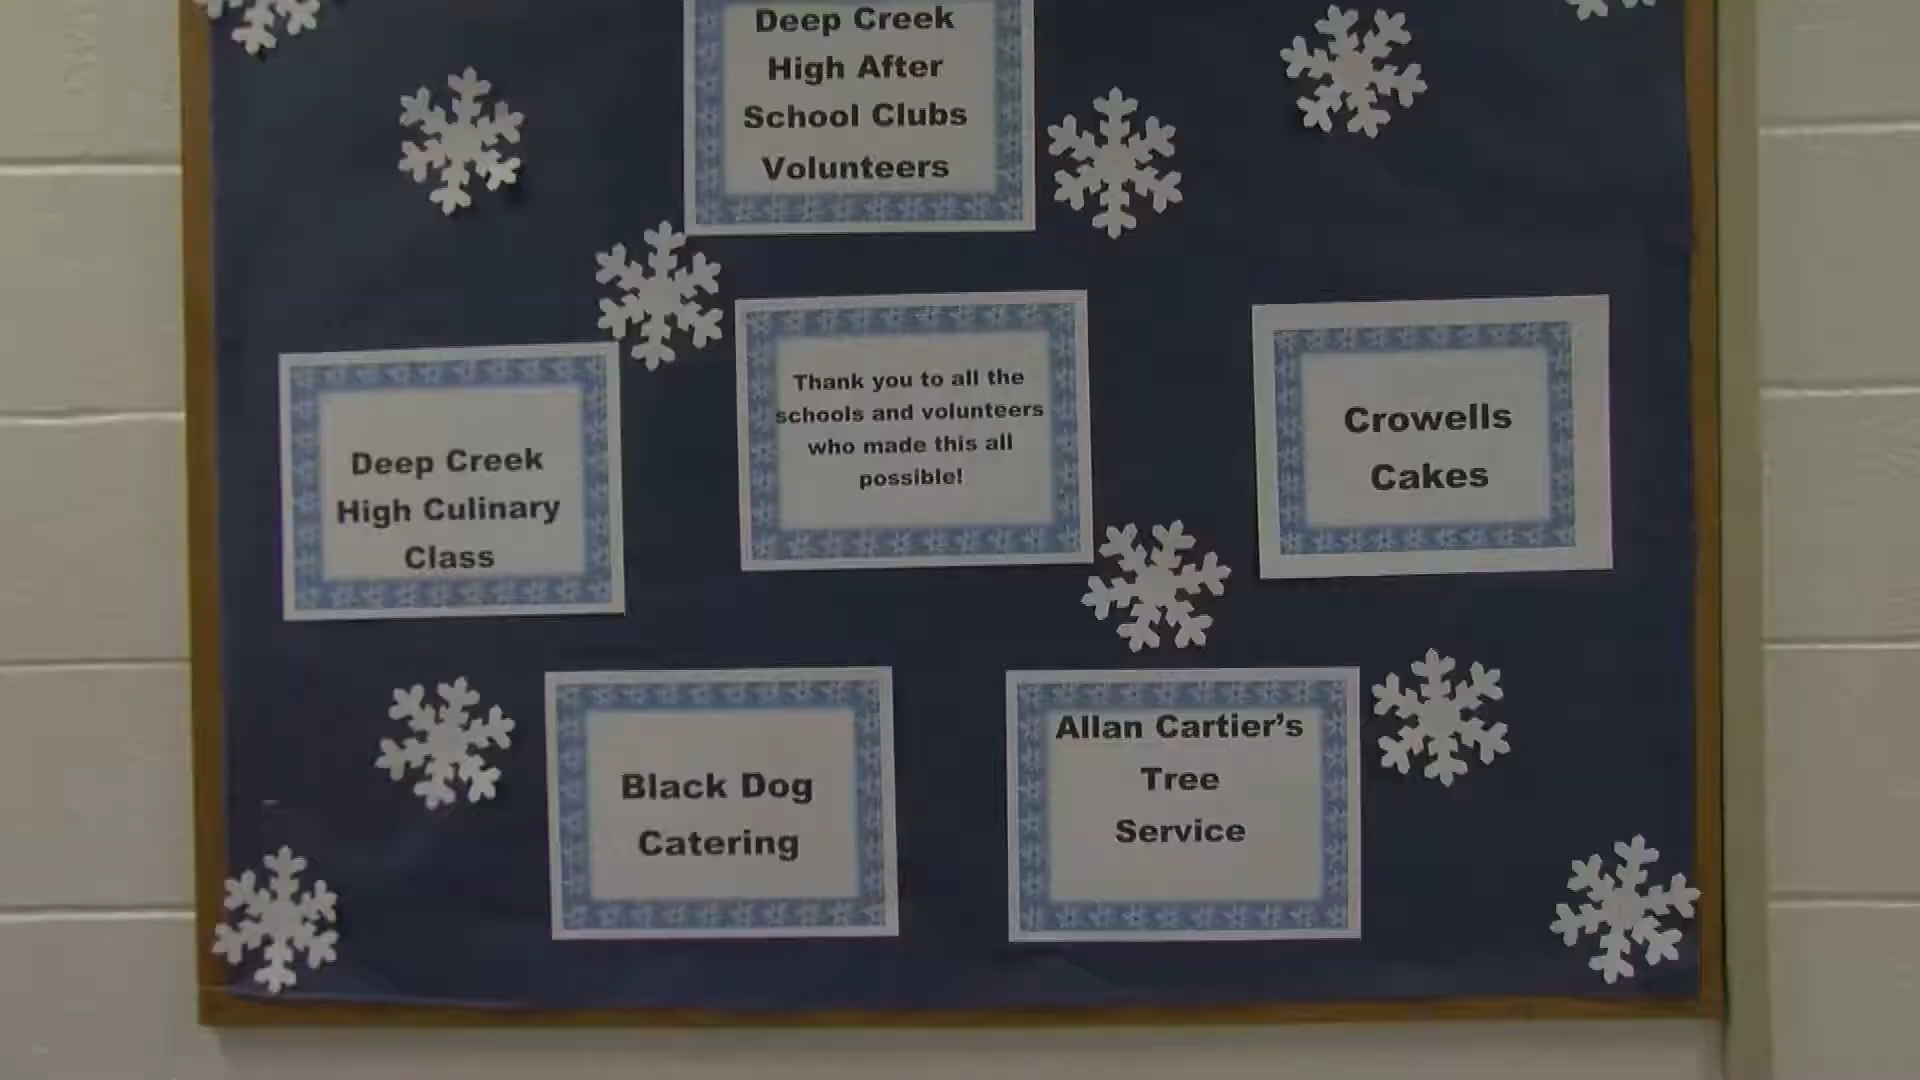 Deep Creek
High After
School Clubs
Volunteers
Thank you to all the
schools and volunteers
who made this all
possible!
Crowells
Cakes
Deep Creek
High Culinary
Class
Black Dog
Catering
Allan Cartier's
Tree
Service